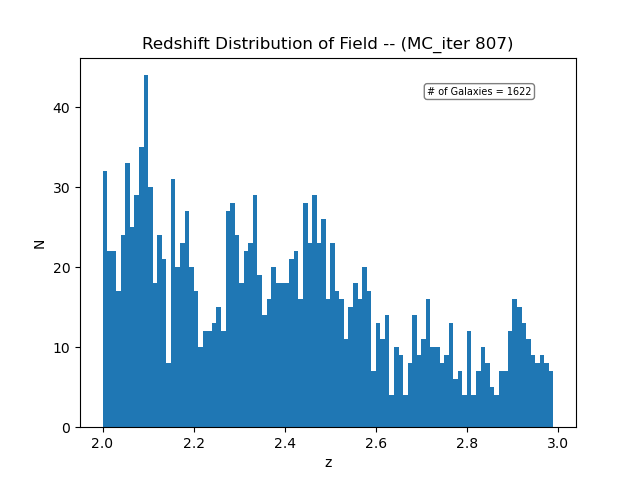 Redshift Distribution of Field -- (MC_iter 807)
# of Galaxies = 1622
40
30
20
10
0
N
2.0 2.2 2.4 2.6 2.8 3.0
z